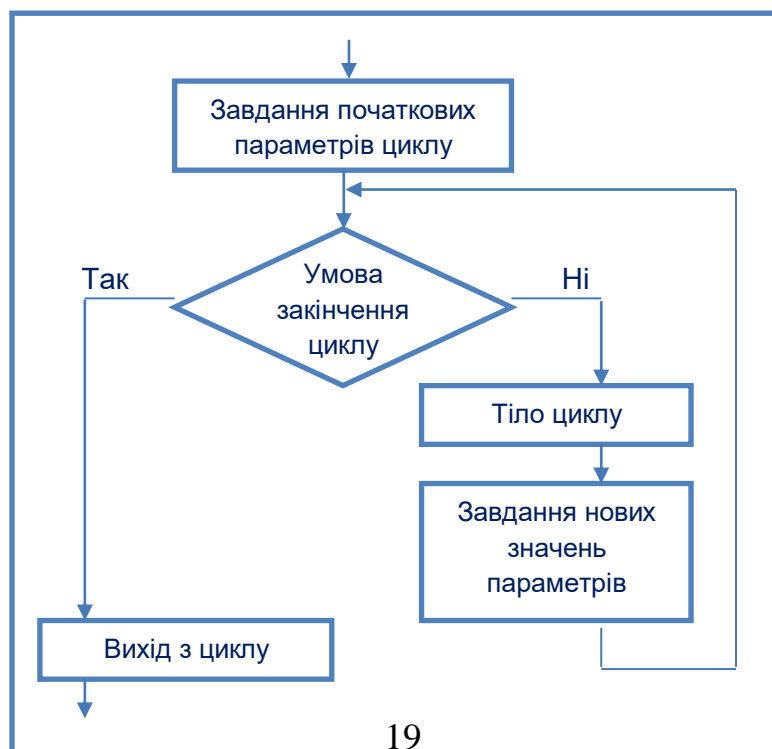 Завдання початкових
параметрів циклу
Так
Умова
закінчення
циклу
Ні
Тіло циклу
Завдання нових
значень
параметрів
Вихід з циклу
19